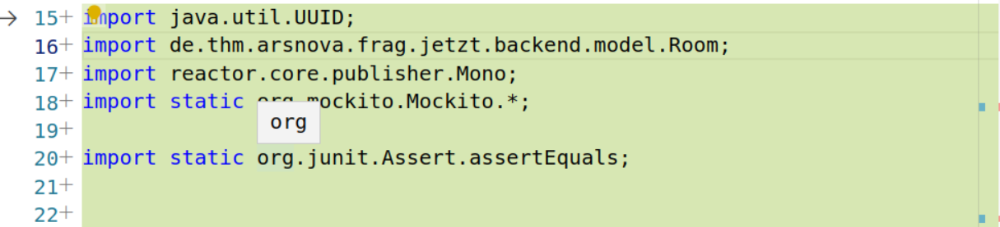 15+ import java.util.UUID;
16+ import de.thm.arsnova.frag.jetzt.backend.model.Room;
17+ import reactor.core.publisher.Mono;
18+ import static org.mockito.Mockito.*;
org
19+
20+ import static org.junit.Assert.assertEquals;
21+
22+